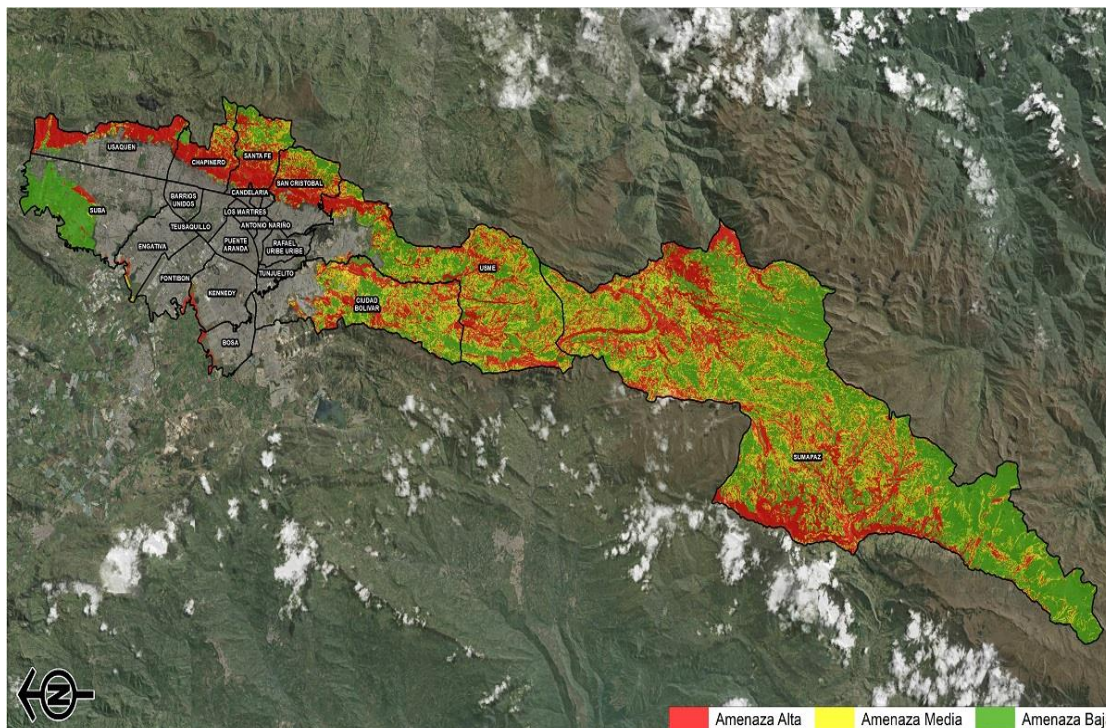 USAQUEN
CHAPINERO
SANTA FE
SAN CRISTOBAL
CANDELARIA
BARRIOS
UNIDOS
LOS MARTIRES
SUBA
TEUSAQUILLO
ANTONIO NARIÑO
ENGATIVA
PUENTE
ARANDA
RAFAEL
URIBE URIBE
FONTIBON
TUNJUELITO
KENNEDY
USME
CIUDAD
BOLIVAR
BOSA
SUMAPAZ
N
Amenaza Alta
Amenaza Media
Amenaza Baj